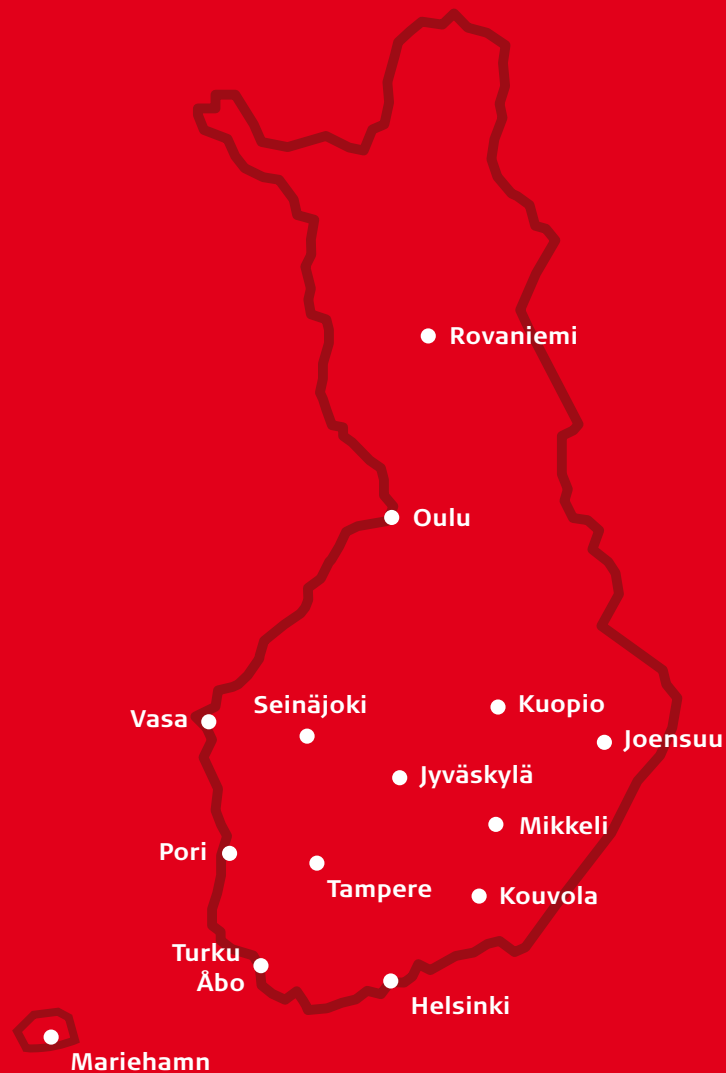 Rovaniemi
Oulu
Seinäjoki
Kuopio
Vasa
Joensuu
Jyväskylä
Mikkeli
Pori
Tampere
Kouvola
Turku
Åbo
Helsinki
Mariehamn